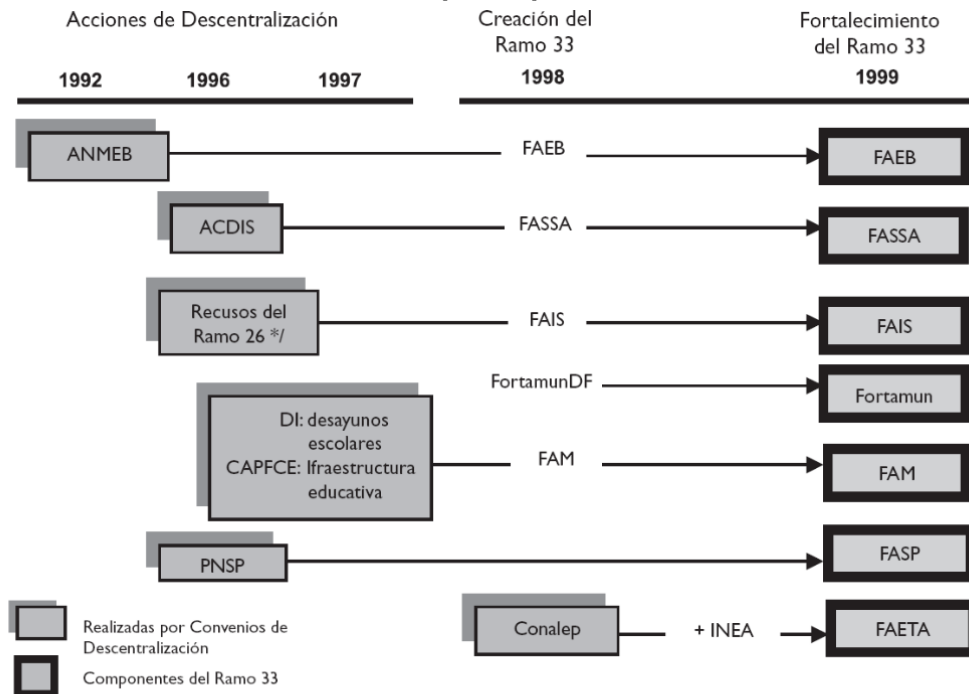 Acciones de Descentralización
Creación del
Ramo 33
Fortalecimiento
del Ramo 33
1992
1996
1997
1998
1999
ANMEB
FAEB
FAEB
ACDIS
FASSA
FASSA
Recusos del
Ramo 26 */
FAIS
FAIS
FortamunDF
Fortamun
DI: desayunos
escolares
CAPFCE: Ifraestructura
educativa
FAM
FAM
PNSP
FASP
Conalep
+ INEA
FAETA
Realizadas por Convenios de
Descentralización
Componentes del Ramo 33